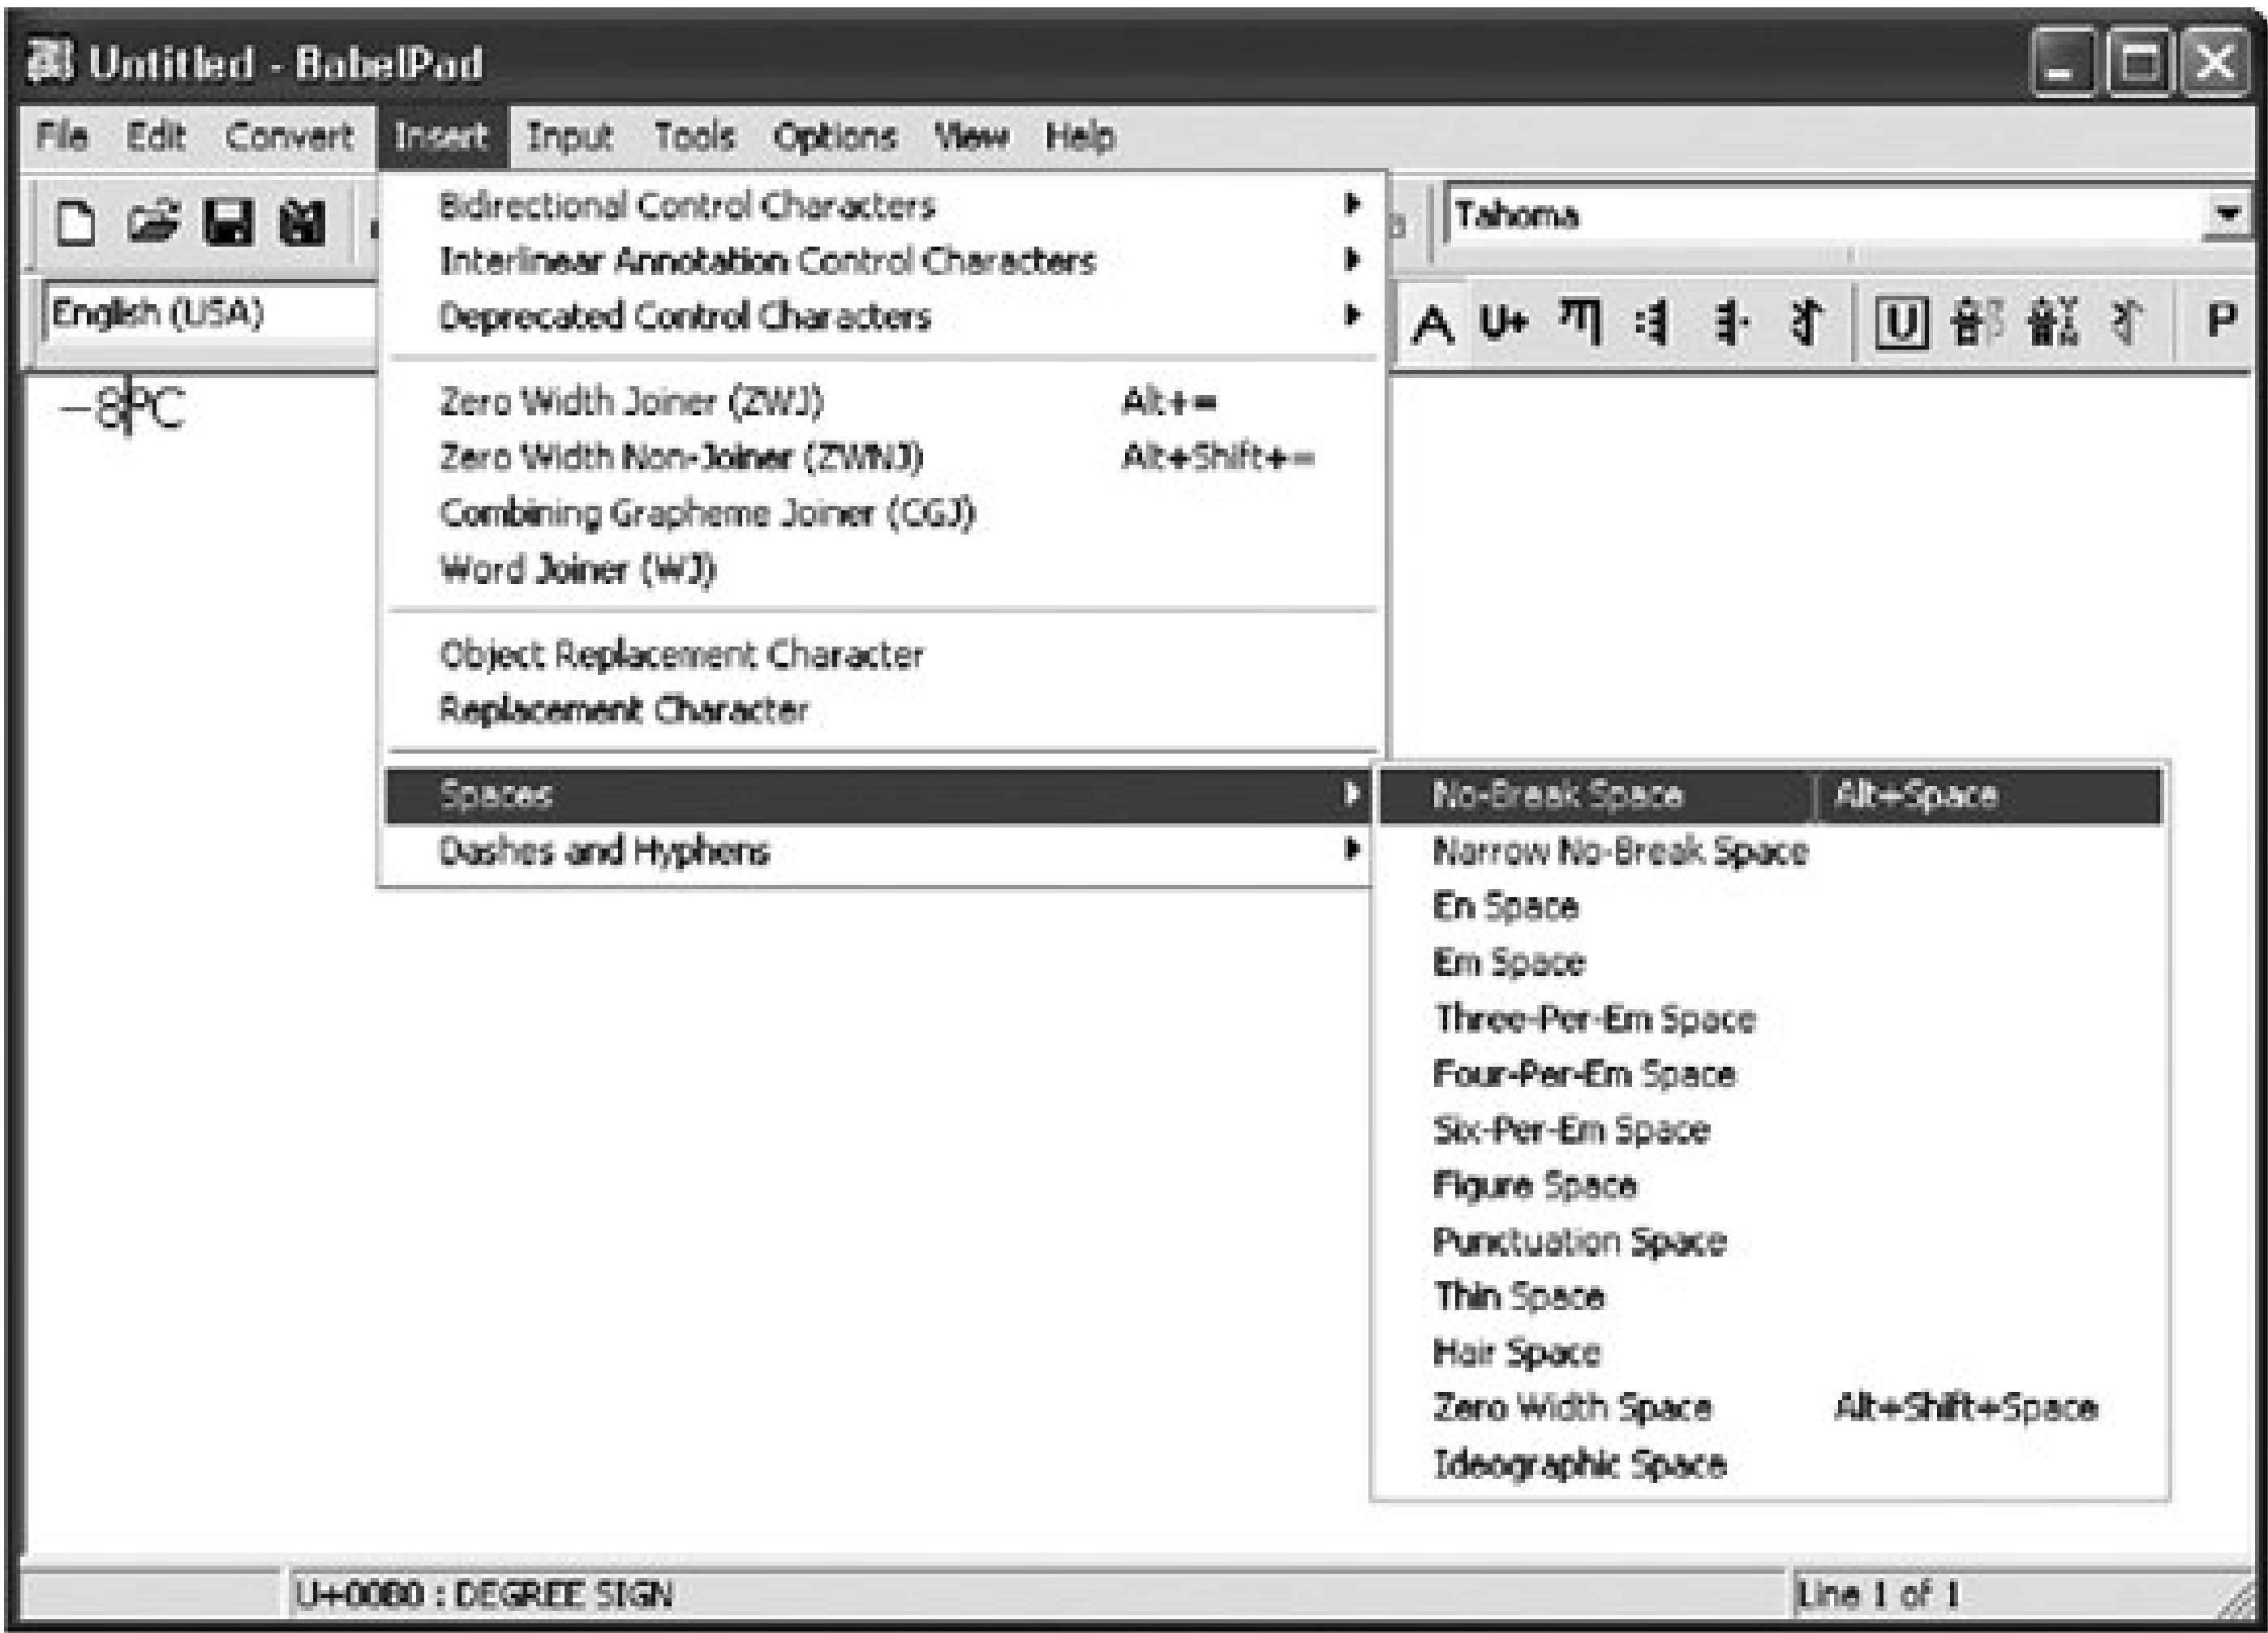 Untitled - BabelPad
File Edit Convert Insert Input Tools Options View Help
Tahoma
English (USA)
A U+ U P
−8°C
Bidirectional Control Characters
Interlinear Annotation Control Characters
Deprecated Control Characters
Zero Width Joiner (ZWJ) Alt+=
Zero Width Non-Joiner (ZWNJ) Alt+Shift+=
Combining Grapheme Joiner (CGJ)
Word Joiner (WJ)
Object Replacement Character
Replacement Character
Spaces
Dashes and Hyphens
No-Break Space Alt+Space
Narrow No-Break Space
En Space
Em Space
Three-Per-Em Space
Four-Per-Em Space
Six-Per-Em Space
Figure Space
Punctuation Space
Thin Space
Hair Space
Zero Width Space Alt+Shift+Space
Ideographic Space
U+00B0 : DEGREE SIGN
Line 1 of 1